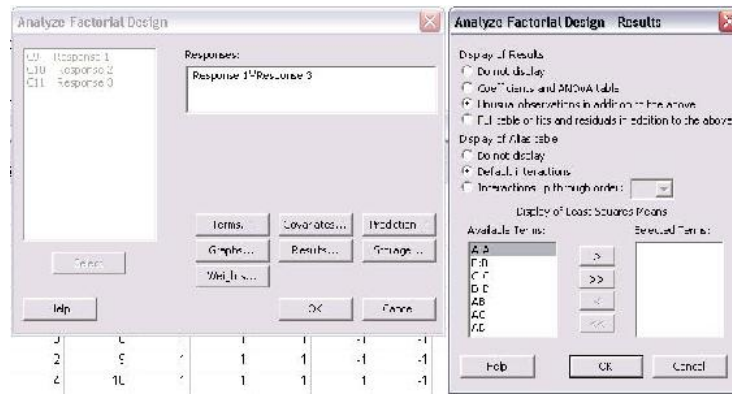 Analyze Factorial Design
C9 Response 1
C10 Response 2
C11 Response 3
Responses:
Response 1'-'Response 3
Select
Terms...
Covariates...
Prediction...
Graphs...
Results...
Storage...
Weights...
Help
OK
Cancel
2 9 1 1 1 -1 -1
4 10 1 1 1 1 -1
Analyze Factorial Design Results
Display of Results
Do not display
Coefficients and ANOVA table
Unusual observations in addition to the above
Full table of fits and residuals in addition to the above
Display of Alias table
Do not display
Default interactions
Interactions up through order:
Display of Least Squares Means
Available Terms:
Selected Terms:
A:A
B:B
C:C
D:D
AB
AC
AD
>
>>
<
<<
Help
OK
Cancel